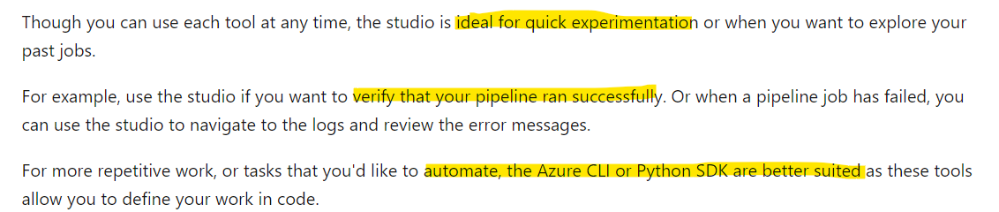 Though you can use each tool at any time, the studio is ideal for quick experimentation or when you want to explore your
past jobs.
For example, use the studio if you want to verify that your pipeline ran successfully. Or when a pipeline job has failed, you
can use the studio to navigate to the logs and review the error messages.
For more repetitive work, or tasks that you'd like to automate, the Azure CLI or Python SDK are better suited as these tools
allow you to define your work in code.